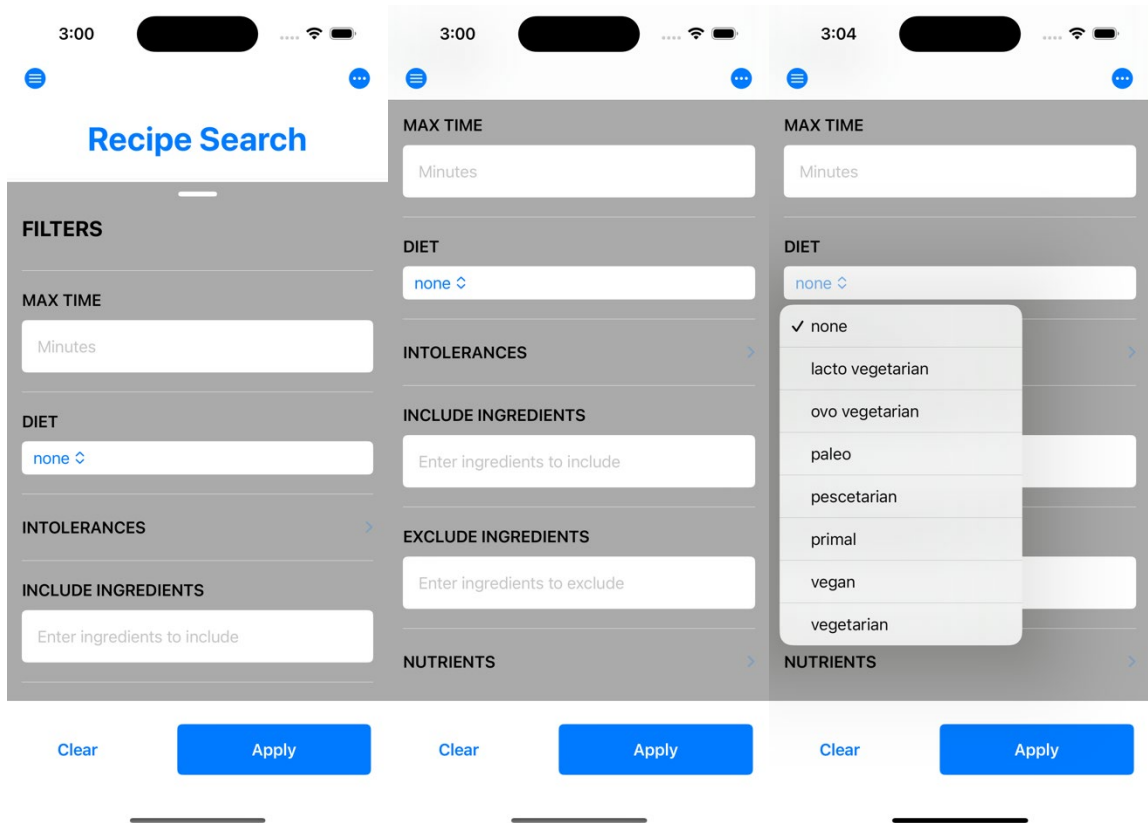 3:00
Recipe Search
FILTERS
MAX TIME
Minutes
DIET
none
INTOLERANCES
INCLUDE INGREDIENTS
Enter ingredients to include
Clear
Apply
3:00
MAX TIME
Minutes
DIET
none
INTOLERANCES
INCLUDE INGREDIENTS
Enter ingredients to include
EXCLUDE INGREDIENTS
Enter ingredients to exclude
NUTRIENTS
Clear
Apply
3:04
MAX TIME
Minutes
DIET
none
✓ none
lacto vegetarian
ovo vegetarian
paleo
pescetarian
primal
vegan
vegetarian
NUTRIENTS
Clear
Apply